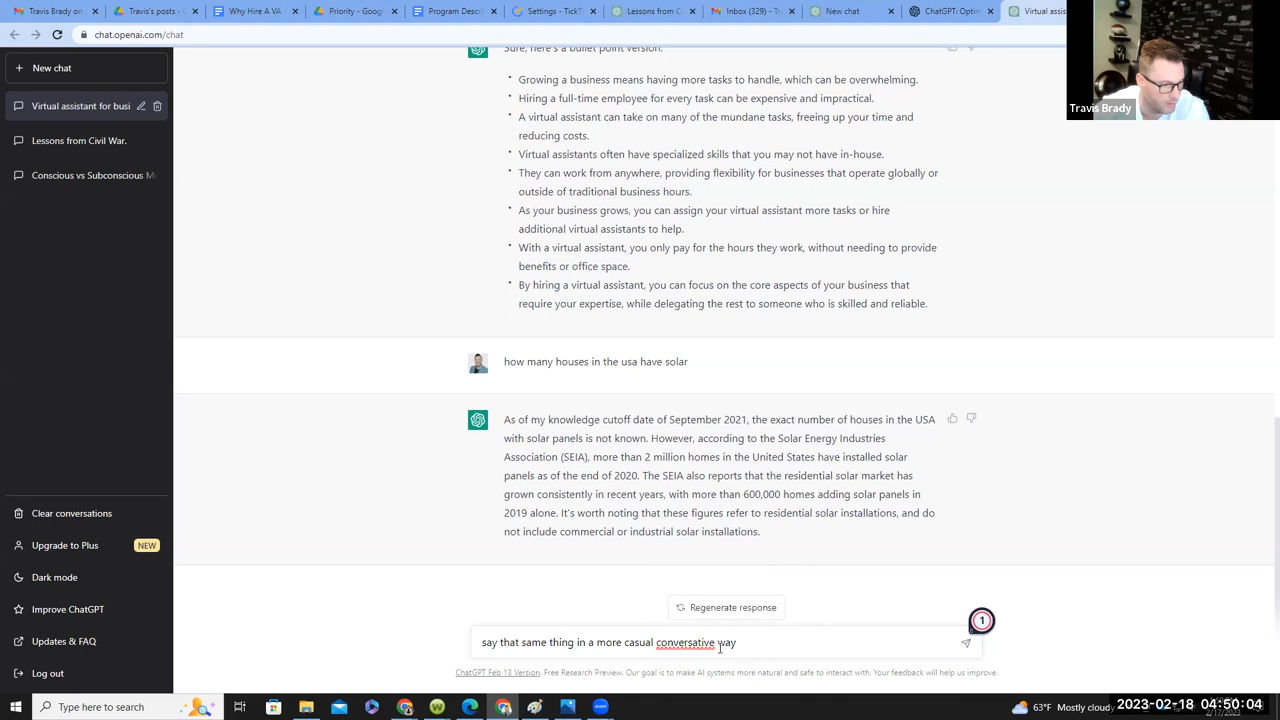 Travis Brady
Why Hire A VA
Priority - Google
Travis Brady Den
Settings - TickT
Lessons from C
Inbox (329) - T
New chat
ChatGPT:Optim
Virtual assist
chat.openai.com/chat
New chat
Virtual assistant for busi
Lessons from Civil War.
Conscious vs Subconscious M
Clear conversations
Upgrade to Plus
NEW
Dark mode
Improve ChatGPT
Updates & FAQ
Log out
Travis Brady
Sure, here's a bullet point version:
• Growing a business means having more tasks to handle, which can be overwhelming.
• Hiring a full-time employee for every task can be expensive and impractical.
• A virtual assistant can take on many of the mundane tasks, freeing up your time and
reducing costs.
• Virtual assistants often have specialized skills that you may not have in-house.
• They can work from anywhere, providing flexibility for businesses that operate globally or
outside of traditional business hours.
• As your business grows, you can assign your virtual assistant more tasks or hire
additional virtual assistants to help.
• With a virtual assistant, you only pay for the hours they work, without needing to provide
benefits or office space.
• By hiring a virtual assistant, you can focus on the core aspects of your business that
require your expertise, while delegating the rest to someone who is skilled and reliable.
how many houses in the usa have solar
As of my knowledge cutoff date of September 2021, the exact number of houses in the USA
with solar panels is not known. However, according to the Solar Energy Industries
Association (SEIA), more than 2 million homes in the United States have installed solar
panels as of the end of 2020. The SEIA also reports that the residential solar market has
grown consistently in recent years, with more than 600,000 homes adding solar panels in
2019 alone. It's worth noting that these figures refer to residential solar installations, and do
not include commercial or industrial solar installations.
Regenerate response
1
say that same thing in a more casual conversative way
ChatGPT Feb 13 Version. Free Research Preview. Our goal is to make AI systems more natural and safe to interact with. Your feedback will help us improve.
Type here to search
zoom
63°F Mostly cloudy
2023-02-18 04:50:04